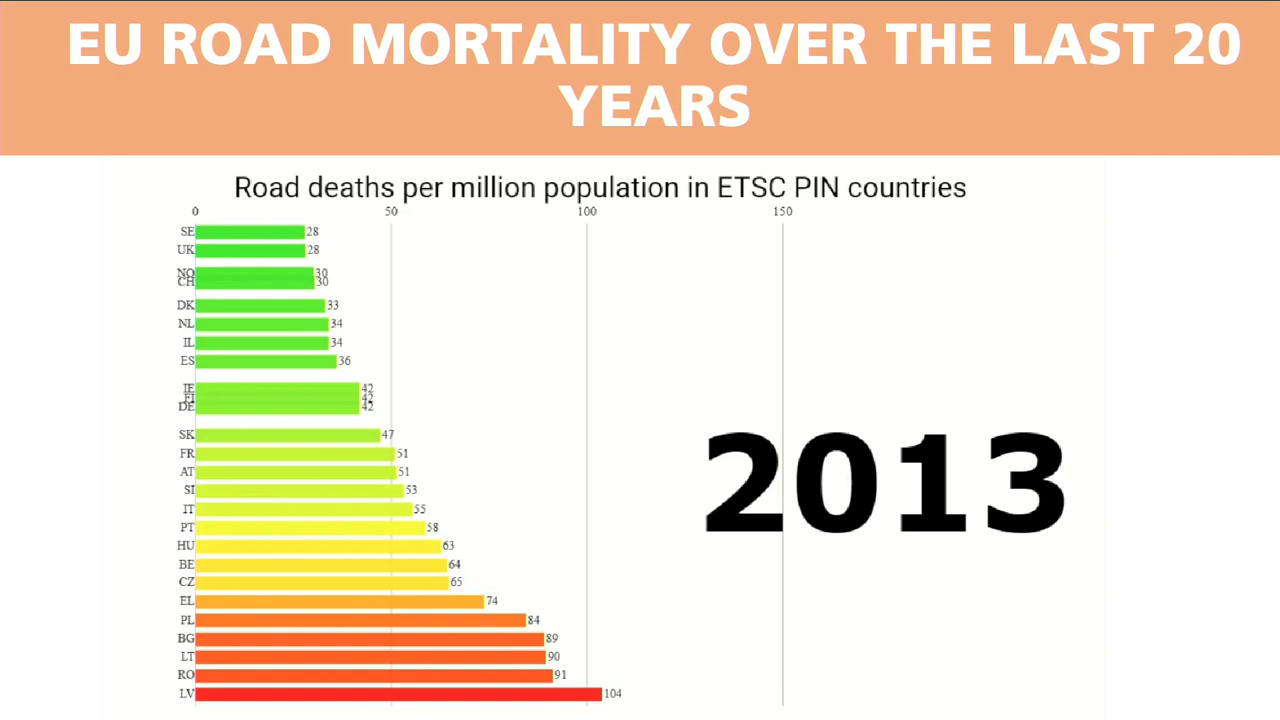 EU ROAD MORTALITY OVER THE LAST 20
YEARS
Road deaths per million population in ETSC PIN countries
0 50 100 150
SE 28
UK 28
NO 30
CH 30
DK 33
NL 34
IL 34
ES 36
IE 42
FI 42
DE 42
SK 47
FR 51
AT 51
SI 53
IT 55
PT 58
HU 63
BE 64
CZ 65
EL 74
PL 84
BG 89
LT 90
RO 91
LV 104
2013